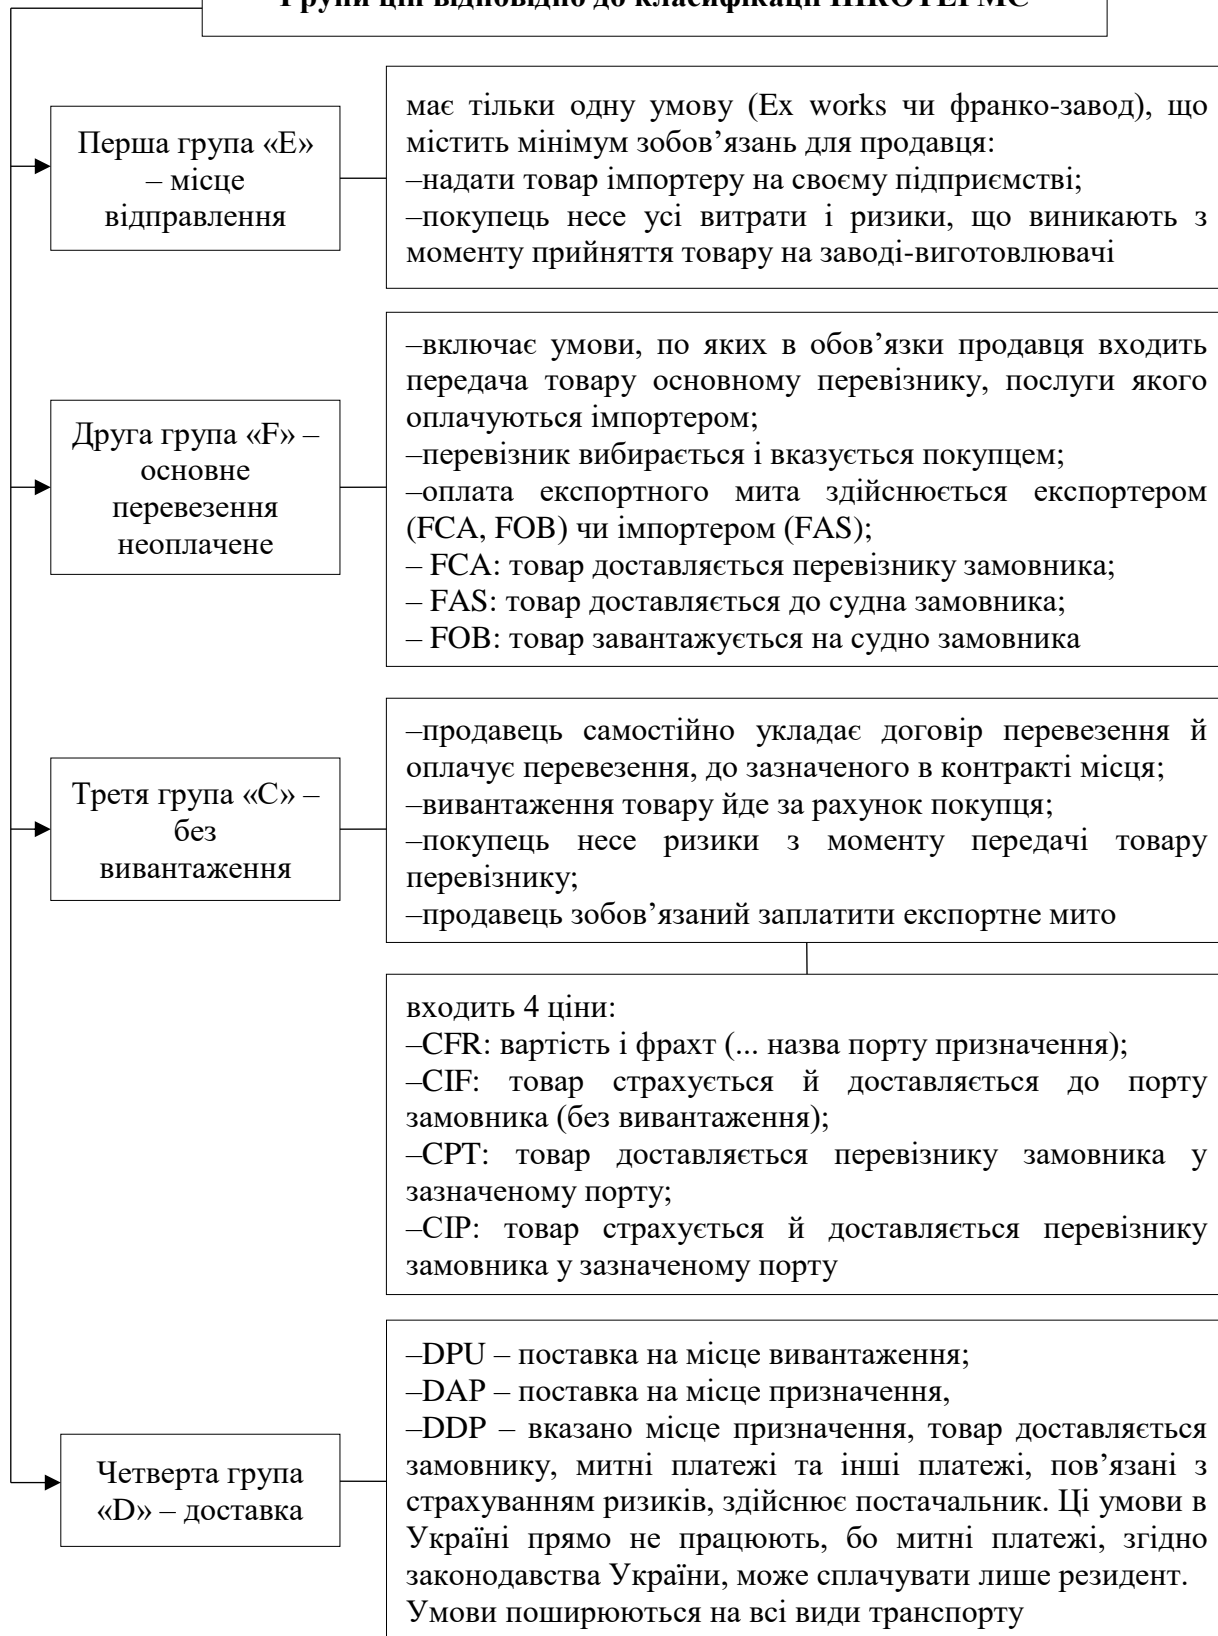 Групи цін відповідно до класифікації ІНКОТЕРМС
Перша група «Е»
– місце
відправлення
має тільки одну умову (Ex works чи франко-завод), що
містить мінімум зобов’язань для продавця:
–надати товар імпортеру на своєму підприємстві;
–покупець несе усі витрати і ризики, що виникають з
моменту прийняття товару на заводі-виготовлювачі
Друга група «F» –
основне
перевезення
неоплачене
–включає умови, по яких в обов’язки продавця входить
передача товару основному перевізнику, послуги якого
оплачуються імпортером;
–перевізник вибирається і вказується покупцем;
–оплата експортного мита здійснюється експортером
(FCA, FOB) чи імпортером (FAS);
– FCA: товар доставляється перевізнику замовника;
– FAS: товар доставляється до судна замовника;
– FOB: товар завантажується на судно замовника
Третя група «С» –
без
вивантаження
–продавець самостійно укладає договір перевезення й
оплачує перевезення, до зазначеного в контракті місця;
–вивантаження товару йде за рахунок покупця;
–покупець несе ризики з моменту передачі товару
перевізнику;
–продавець зобов’язаний заплатити експортне мито
входить 4 ціни:
–CFR: вартість і фрахт (... назва порту призначення);
–CIF: товар страхується й доставляється до порту
замовника (без вивантаження);
–CPT: товар доставляється перевізнику замовника у
зазначеному порту;
–CIP: товар страхується й доставляється перевізнику
замовника у зазначеному порту
Четверта група
«D» – доставка
–DPU – поставка на місце вивантаження;
–DAP – поставка на місце призначення,
–DDP – вказано місце призначення, товар доставляється
замовнику, митні платежі та інші платежі, пов’язані з
страхуванням ризиків, здійснює постачальник. Ці умови в
Україні прямо не працюють, бо митні платежі, згідно
законодавства України, може сплачувати лише резидент.
Умови поширюються на всі види транспорту